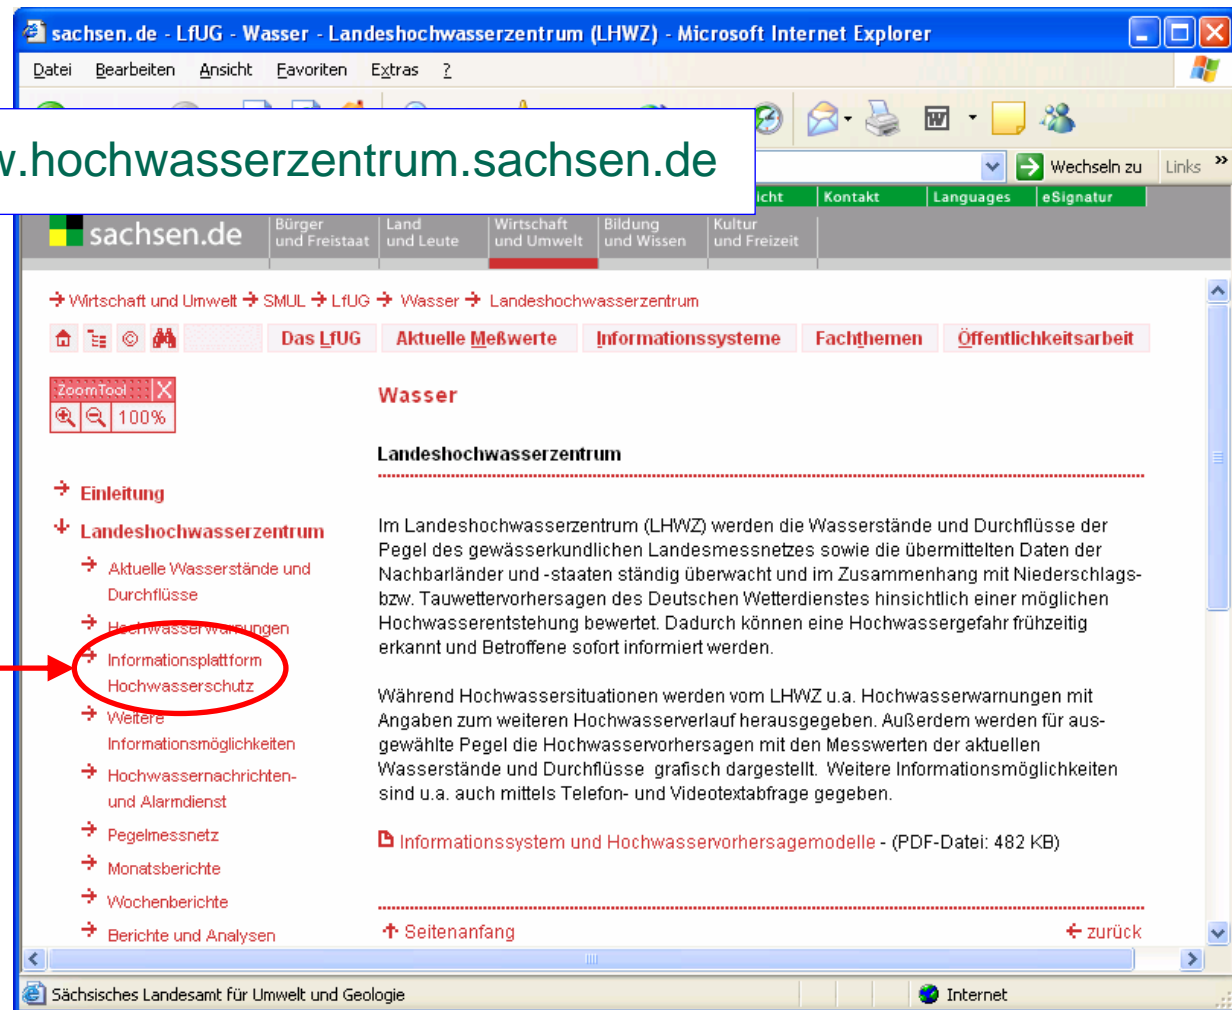 sachsen.de - LfUG - Wasser - Landeshochwasserzentrum (LHWZ) - Microsoft Internet Explorer
Datei Bearbeiten Ansicht Favoriten Extras ?
.hochwasserzentrum.sachsen.de
Wechseln zu Links »
Kontakt Languages eSignatur
sachsen.de
Bürger und Freistaat
Land und Leute
Wirtschaft und Umwelt
Bildung und Wissen
Kultur und Freizeit
Wirtschaft und Umwelt SMUL LfUG Wasser Landeshochwasserzentrum
Das LfUG Aktuelle Meßwerte Informationssysteme Fachthemen Öffentlichkeitsarbeit
ZoomTool X
100%
Wasser
Landeshochwasserzentrum
Einleitung
Landeshochwasserzentrum
Aktuelle Wasserstände und
Durchflüsse
Hochwasserwarnungen
Informationsplattform
Hochwasserschutz
Weitere
Informationsmöglichkeiten
Hochwassernachrichten-
und Alarmdienst
Pegelmessnetz
Monatsberichte
Wochenberichte
Berichte und Analysen
Im Landeshochwasserzentrum (LHWZ) werden die Wasserstände und Durchflüsse der
Pegel des gewässerkundlichen Landesmessnetzes sowie die übermittelten Daten der
Nachbarländer und -staaten ständig überwacht und im Zusammenhang mit Niederschlags-
bzw. Tauwettervorhersagen des Deutschen Wetterdienstes hinsichtlich einer möglichen
Hochwasserentstehung bewertet. Dadurch können eine Hochwassergefahr frühzeitig
erkannt und Betroffene sofort informiert werden.
Während Hochwassersituationen werden vom LHWZ u.a. Hochwasserwarnungen mit
Angaben zum weiteren Hochwasserverlauf herausgegeben. Außerdem werden für aus-
gewählte Pegel die Hochwasservorhersagen mit den Messwerten der aktuellen
Wasserstände und Durchflüsse grafisch dargestellt. Weitere Informationsmöglichkeiten
sind u.a. auch mittels Telefon- und Videotextabfrage gegeben.
Informationssystem und Hochwasservorhersagemodelle - (PDF-Datei: 482 KB)
Seitenanfang zurück
Sächsisches Landesamt für Umwelt und Geologie Internet